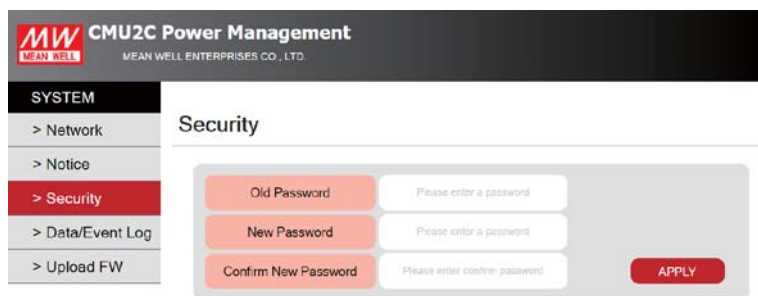 MW CMU2C Power Management
MEAN WELL MEAN WELL ENTERPRISES CO., LTD.
SYSTEM
> Network
> Notice
> Security
> Data/Event Log
> Upload FW
Security
Old Password Please enter a password
New Password Please enter a password
Confirm New Password Please enter confirm password
APPLY